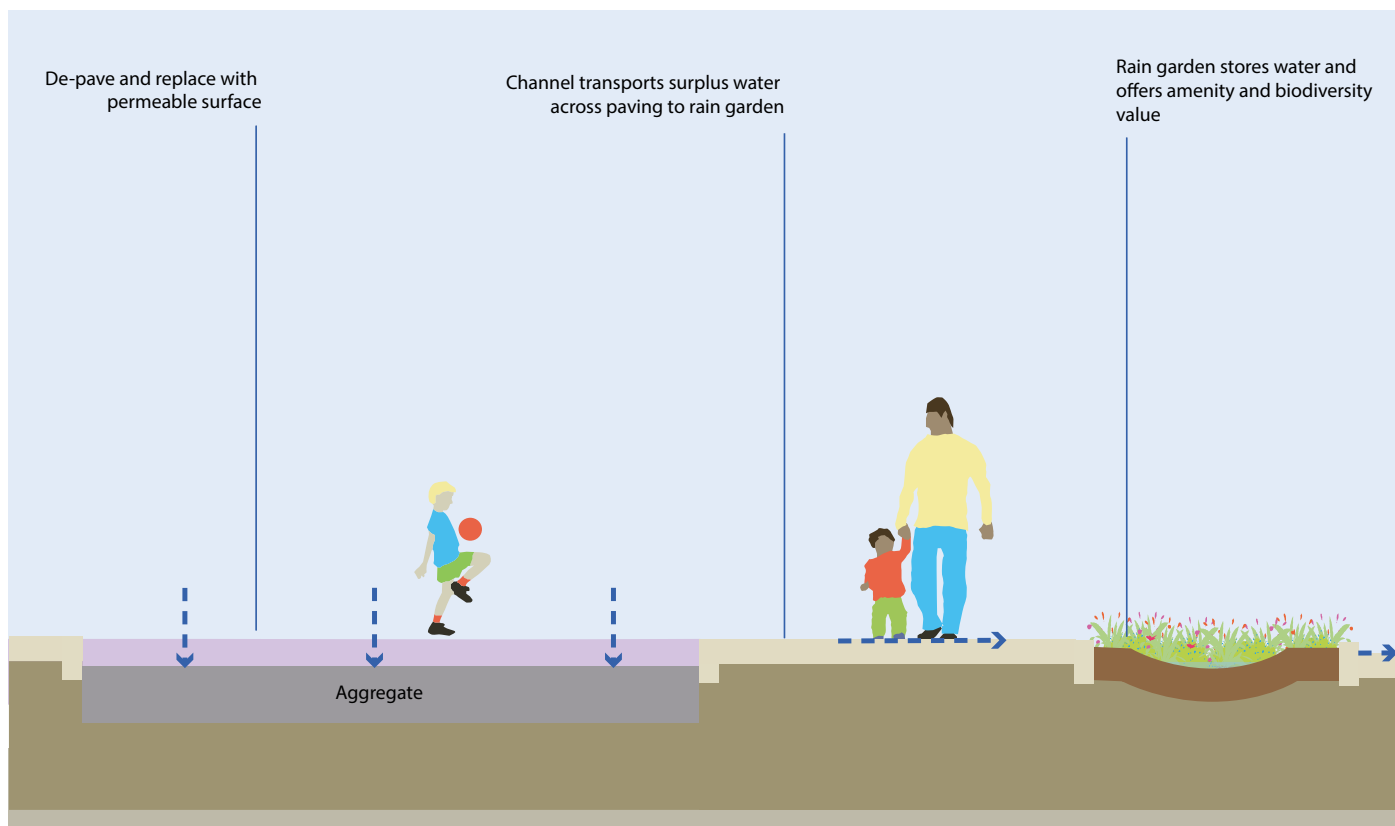 De-pave and replace with
permeable surface
Channel transports surplus water
across paving to rain garden
Rain garden stores water and
offers amenity and biodiversity
value
Aggregate